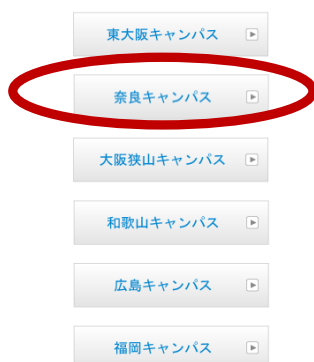 東大阪キャンパス
奈良キャンパス
大阪狭山キャンパス
和歌山キャンパス
広島キャンパス
福岡キャンパス